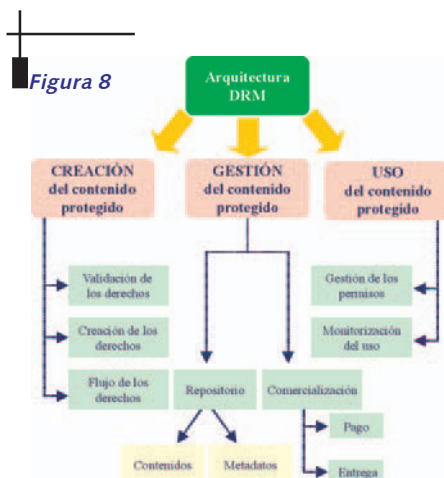 Figura 8
Arquitectura
DRM
CREACIÓN
del contenido
protegido
GESTIÓN
del contenido
protegido
USO
del contenido
protegido
Validación de
los derechos
Creación de los
derechos
Flujo de los
derechos
Repositorio
Contenidos
Metadatos
Comercialización
Pago
Entrega
Gestión de los
permisos
Monitorización
del uso